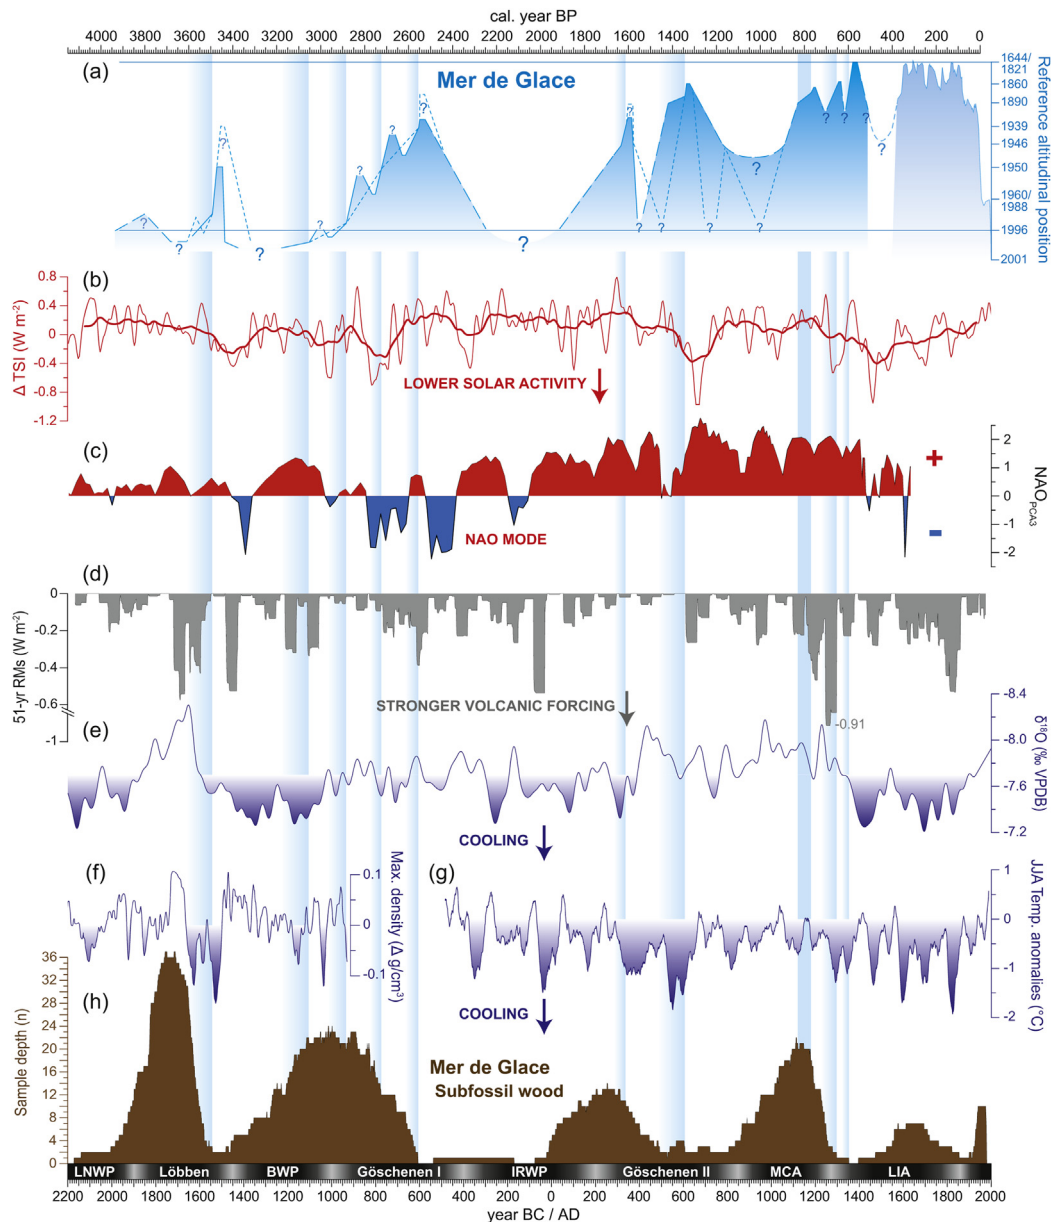 cal. year BP
4000 3800 3600 3400 3200 3000 2800 2600 2400 2200 2000 1800 1600 1400 1200 1000 800 600 400 200 0
(a)
Mer de Glace
1644/
1821
1860
1890
1939
1946
1950
1960/
1988
1996
2001
Reference altitudinal position
? ? ? ? ? ? ? ? ? ? ? ? ? ? ? ? ? ? ?
(b)
0.8
0.4
0
-0.4
-0.8
-1.2
Δ TSI (W m-2)
LOWER SOLAR ACTIVITY
(c)
2
1
0
-1
-2
NAOPCA3
+
-
NAO MODE
(d)
0
-0.2
-0.4
-0.6
-1
51-yr RMs (W m-2)
STRONGER VOLCANIC FORCING
-0.91
(e)
-8.4
-8.0
-7.6
-7.2
δ18O (‰ VPDB)
COOLING
(f)
0.1
0
-0.1
Max. density (Δ g/cm3)
(g)
1
0
-1
-2
JJA Temp. anomalies (°C)
COOLING
(h)
36
32
28
24
20
16
12
8
4
0
Sample depth (n)
Mer de Glace
Subfossil wood
LNWP Löbben BWP Göschenen I IRWP Göschenen II MCA LIA
2200 2000 1800 1600 1400 1200 1000 800 600 400 200 0 200 400 600 800 1000 1200 1400 1600 1800 2000
year BC / AD